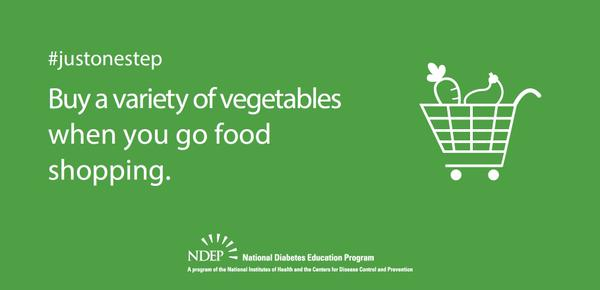 #justonestep
Buy a variety of vegetables
when you go food
shopping.
NDEP National Diabetes Education Program
A program of the National Institutes of Health and the Centers for Disease Control and Prevention